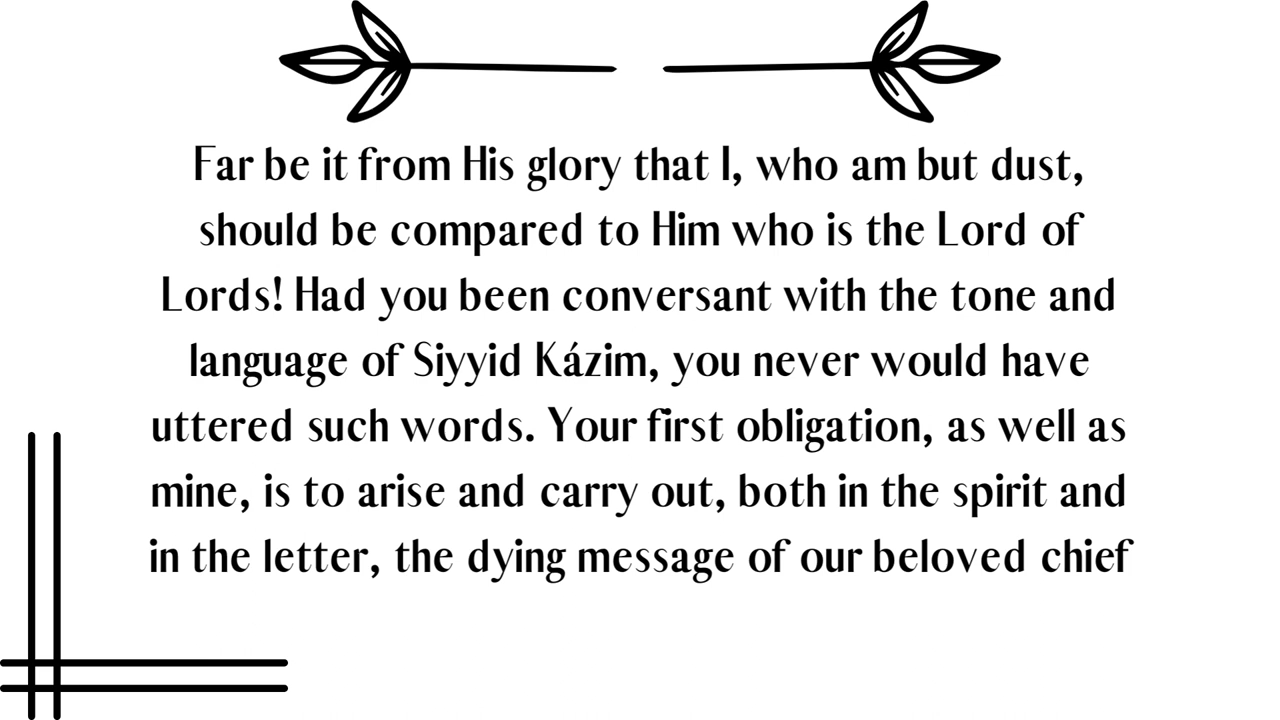 Far be it from His glory that I, who am but dust,
should be compared to Him who is the Lord of
Lords! Had you been conversant with the tone and
language of Siyyid Kázim, you never would have
uttered such words. Your first obligation, as well as
mine, is to arise and carry out, both in the spirit and
in the letter, the dying message of our beloved chief